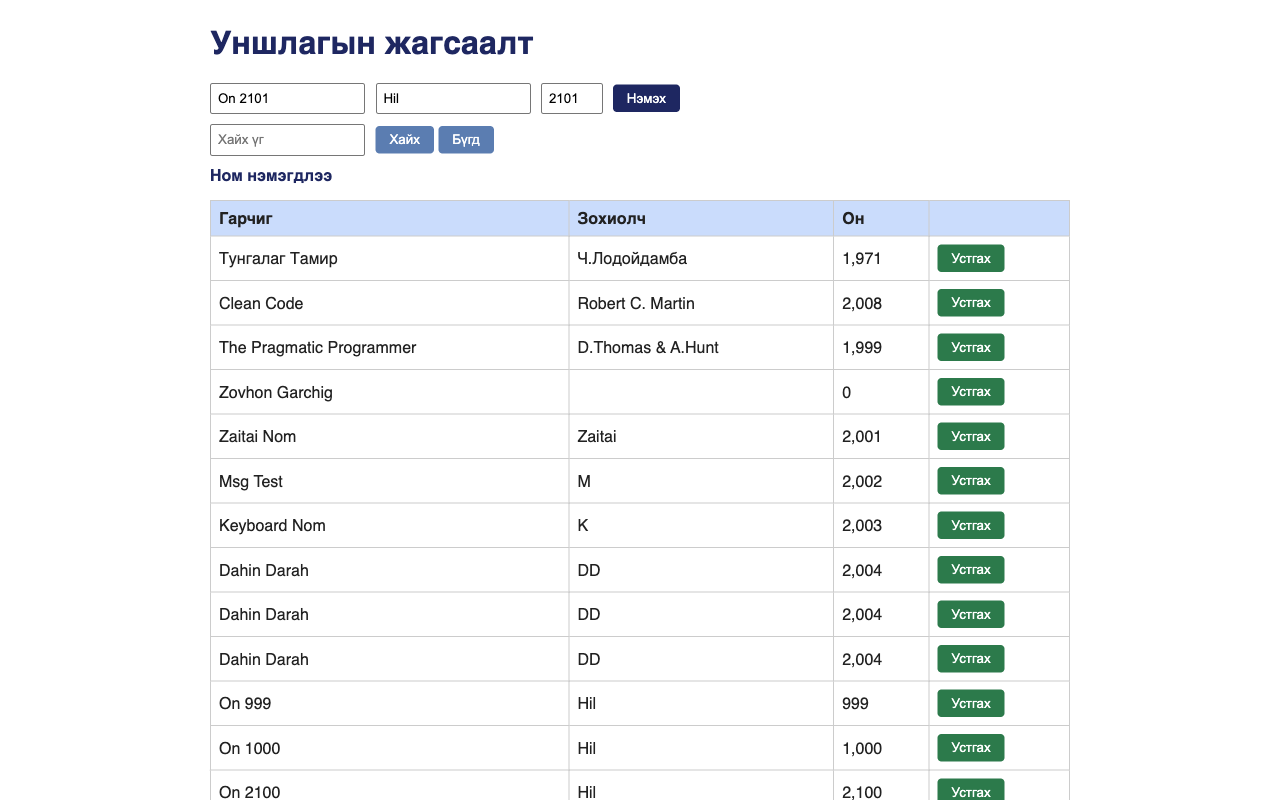 Уншлагын жагсаалт
On 2101 Hil 2101 Нэмэх
Хайх үг Хайх Бүгд
Ном нэмэгдлээ
Гарчиг Зохиолч Он
Тунгалаг Тамир Ч.Лодойдамба 1,971 Устгах
Clean Code Robert C. Martin 2,008 Устгах
The Pragmatic Programmer D.Thomas & A.Hunt 1,999 Устгах
Zovhon Garchig 0 Устгах
Zaitai Nom Zaitai 2,001 Устгах
Msg Test M 2,002 Устгах
Keyboard Nom K 2,003 Устгах
Dahin Darah DD 2,004 Устгах
Dahin Darah DD 2,004 Устгах
Dahin Darah DD 2,004 Устгах
On 999 Hil 999 Устгах
On 1000 Hil 1,000 Устгах
On 2100 Hil 2,100 Устгах